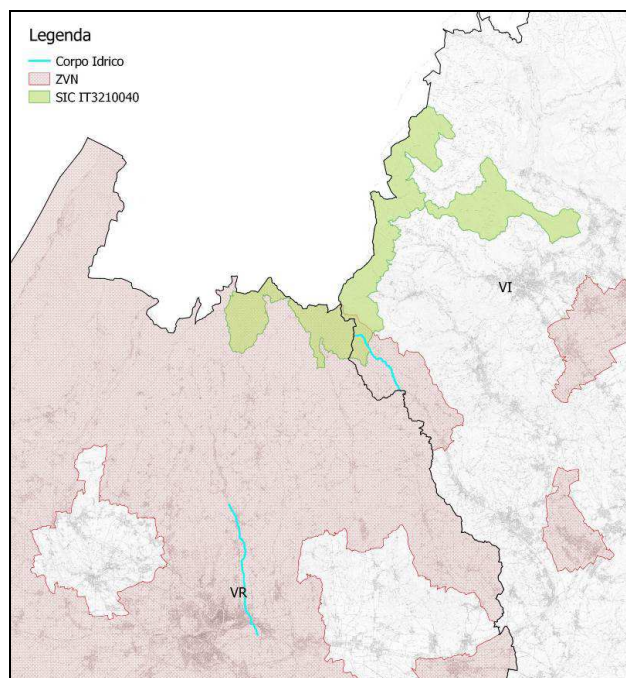 Legenda
Corpo Idrico
ZVN
SIC IT3210040
VI
VR